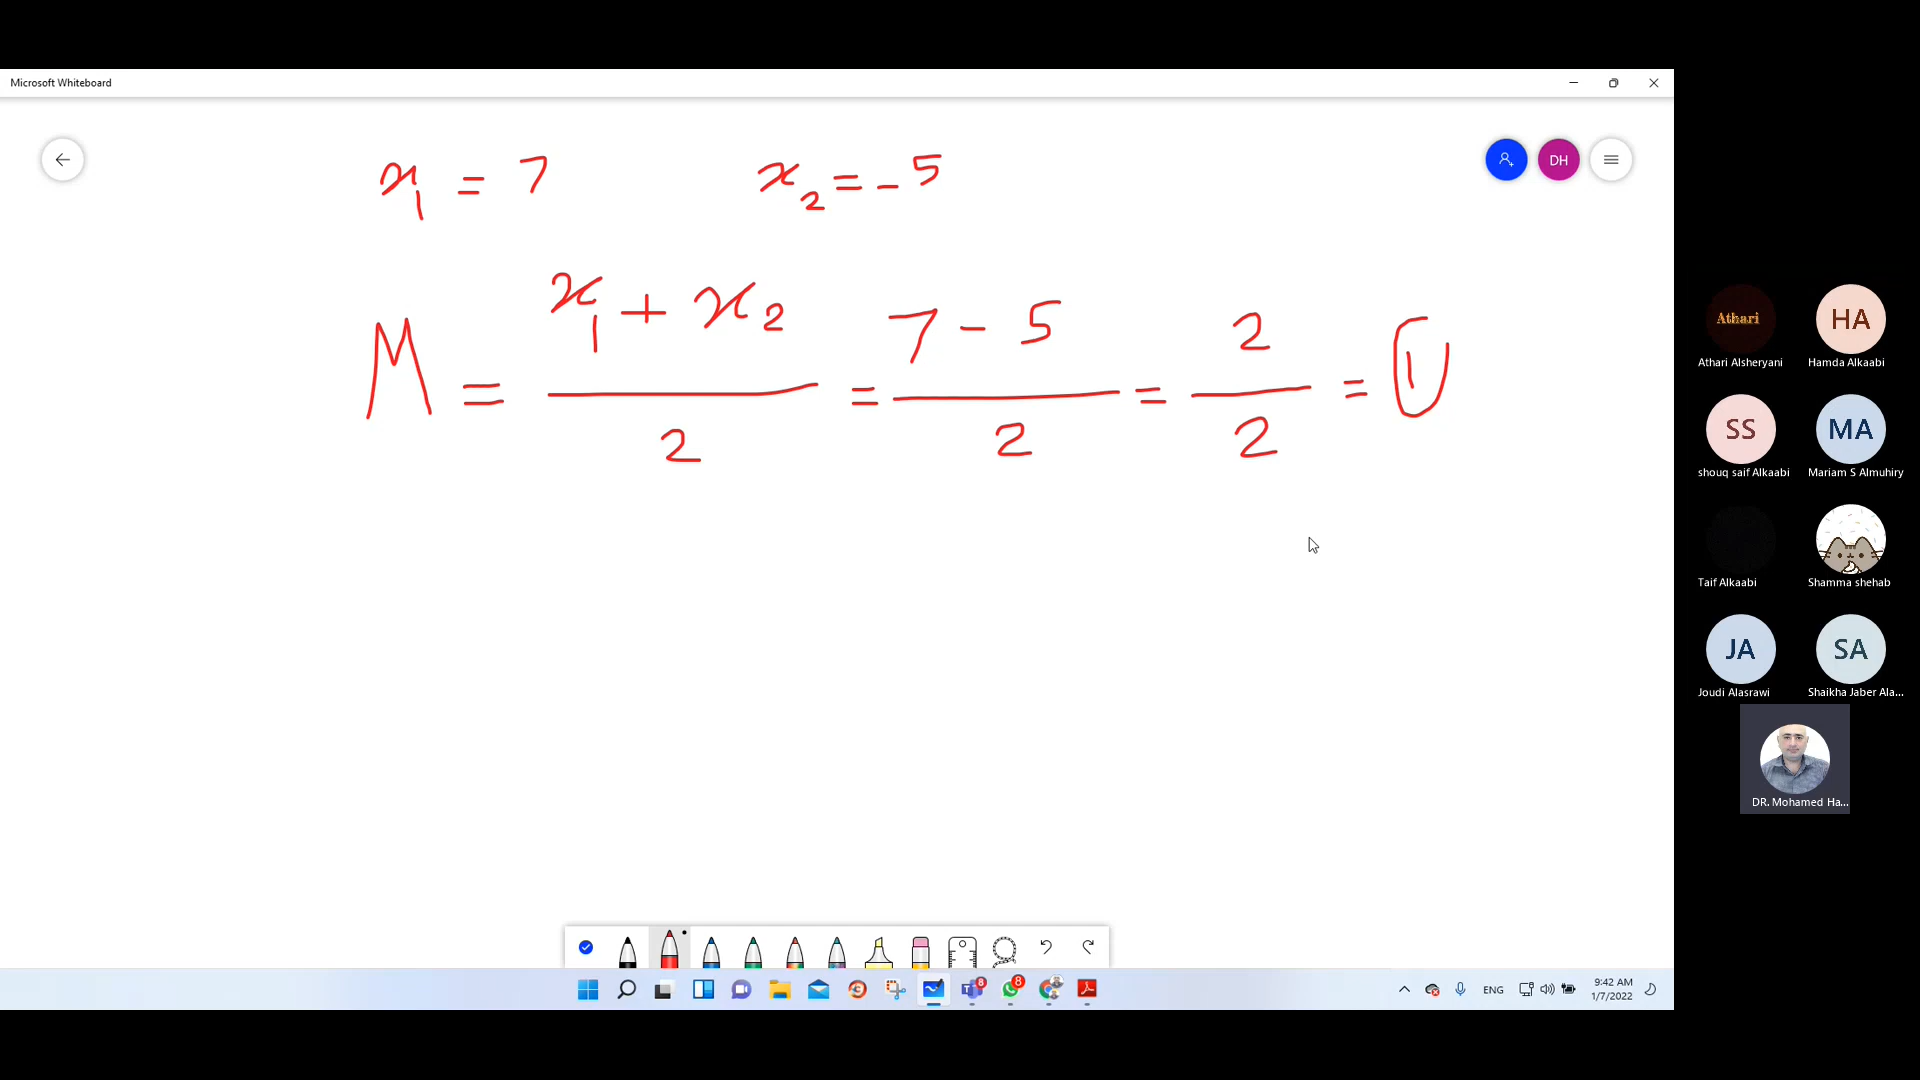 Microsoft Whiteboard
DH
x₁ = 7    x₂ = -5
M = (x₁ + x₂)/2 = (7 - 5)/2 = 2/2 = 1
Athari
HA
Athari Alsheryani
Hamda Alkaabi
SS
MA
shouq saif Alkaabi
Mariam S Almuhiry
Taif Alkaabi
Shamma shehab
JA
SA
Joudi Alasrawi
Shaikha Jaber Ala...
DR. Mohamed Ha...
8
8
ENG
9:42 AM
1/7/2022